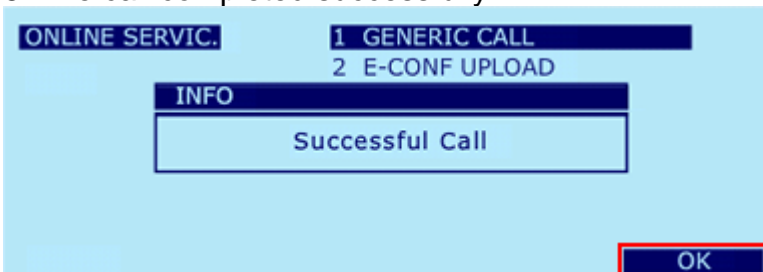 ONLINE SERVIC. 1 GENERIC CALL
2 E-CONF UPLOAD
INFO
Successful Call
OK